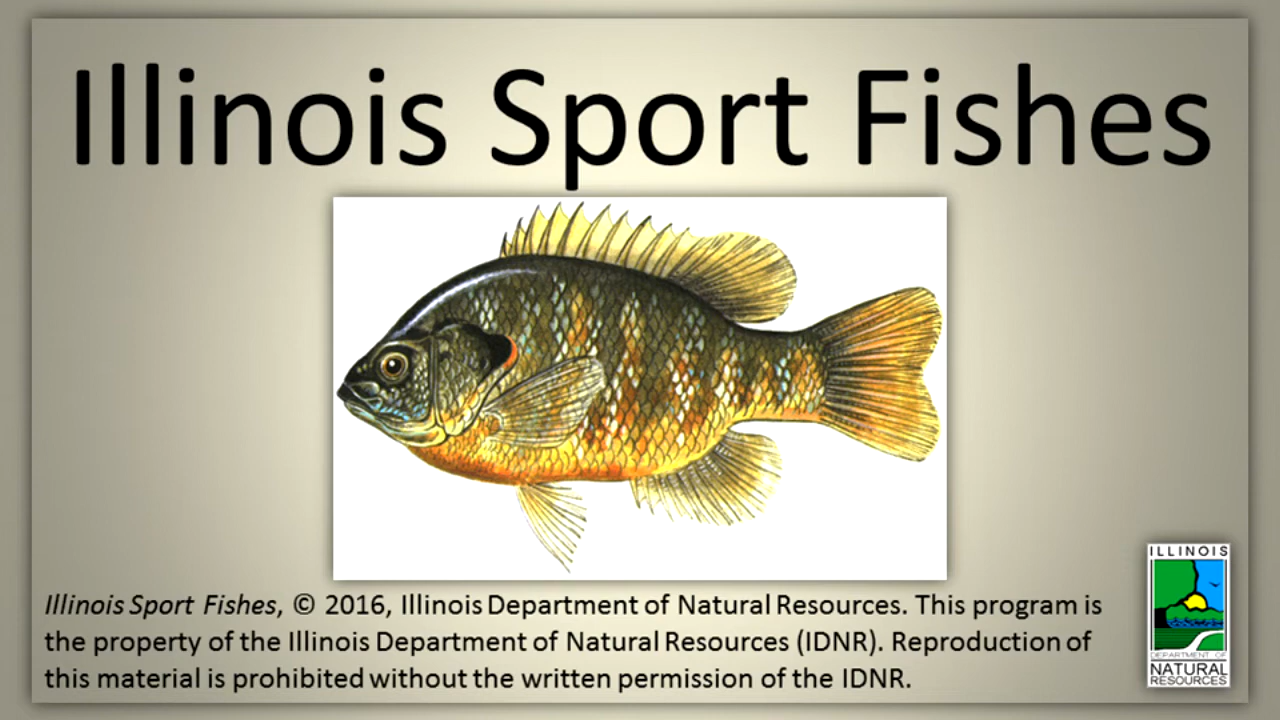 Illinois Sport Fishes
Illinois Sport Fishes, © 2016, Illinois Department of Natural Resources. This program is
the property of the Illinois Department of Natural Resources (IDNR). Reproduction of
this material is prohibited without the written permission of the IDNR.
ILLINOIS
DEPARTMENT OF
NATURAL
RESOURCES